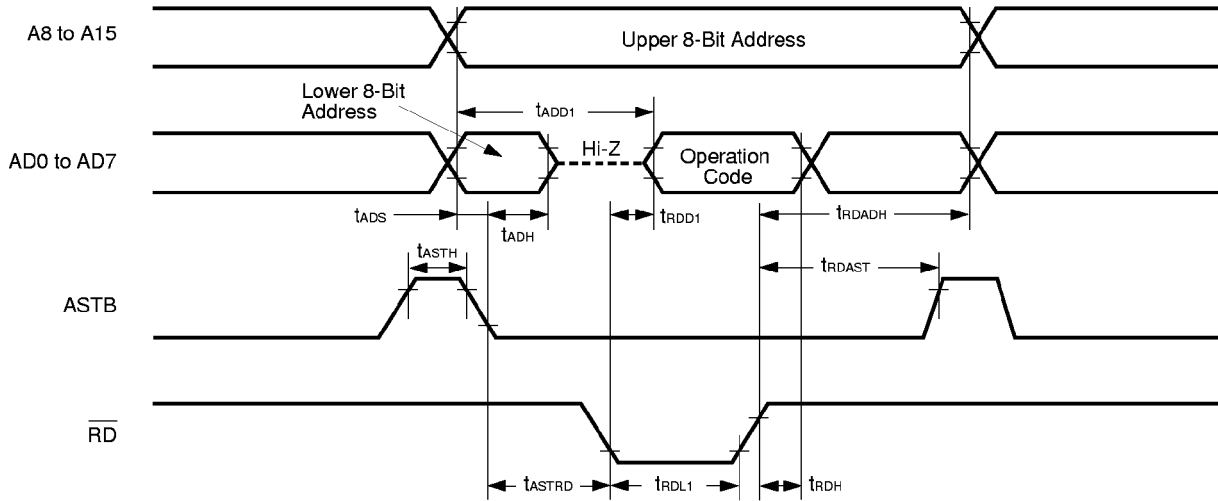 A8 to A15
Upper 8-Bit Address
Lower 8-Bit
Address
tADD1
AD0 to AD7
Hi-Z
Operation
Code
tADS
tADH
tRDD1
tRDADH
tASTH
tRDAST
ASTB
RD
tASTRD
tRDL1
tRDH